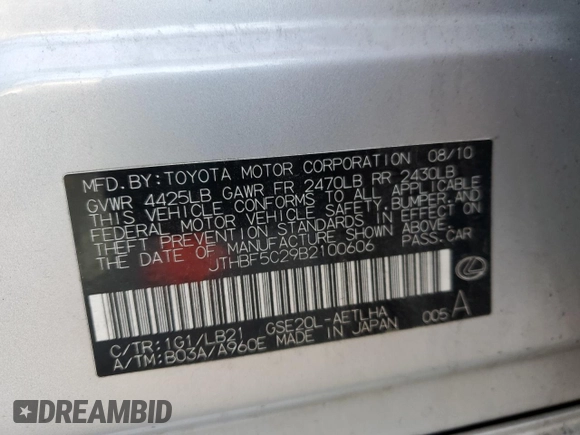 MFD. BY: TOYOTA MOTOR CORPORATION 08/10
GVWR 4425LB GAWR FR 2470LB RR 2430LB
THIS VEHICLE CONFORMS TO ALL APPLICABLE
FEDERAL MOTOR VEHICLE SAFETY, BUMPER, AND
THEFT PREVENTION STANDARDS IN EFFECT ON
THE DATE OF MANUFACTURE SHOWN ABOVE.
JTHBF5C29B2100606 PASS. CAR
C/TR: 1G1/LB21 GSE20L-AETLHA 005 A
A/TM: B03A/A960E MADE IN JAPAN
DREAMBID